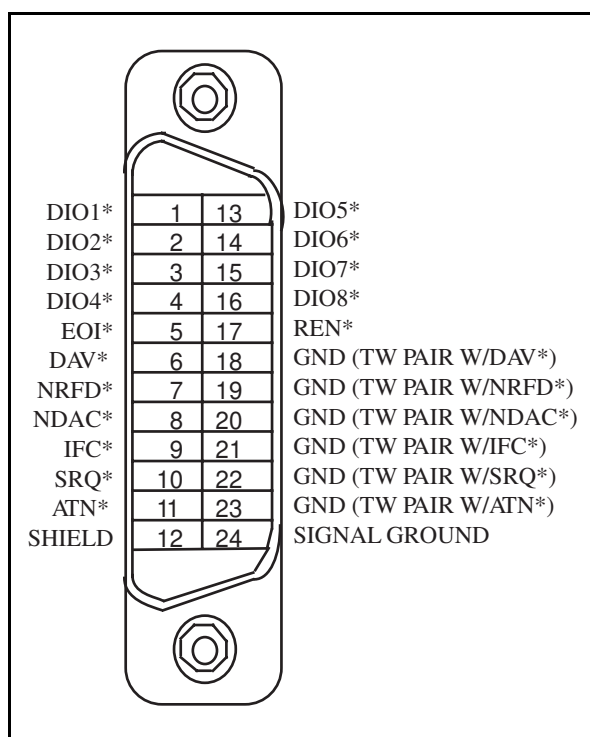 DIO1* 1 13 DIO5*
DIO2* 2 14 DIO6*
DIO3* 3 15 DIO7*
DIO4* 4 16 DIO8*
EOI* 5 17 REN*
DAV* 6 18 GND (TW PAIR W/DAV*)
NRFD* 7 19 GND (TW PAIR W/NRFD*)
NDAC* 8 20 GND (TW PAIR W/NDAC*)
IFC* 9 21 GND (TW PAIR W/IFC*)
SRQ* 10 22 GND (TW PAIR W/SRQ*)
ATN* 11 23 GND (TW PAIR W/ATN*)
SHIELD 12 24 SIGNAL GROUND